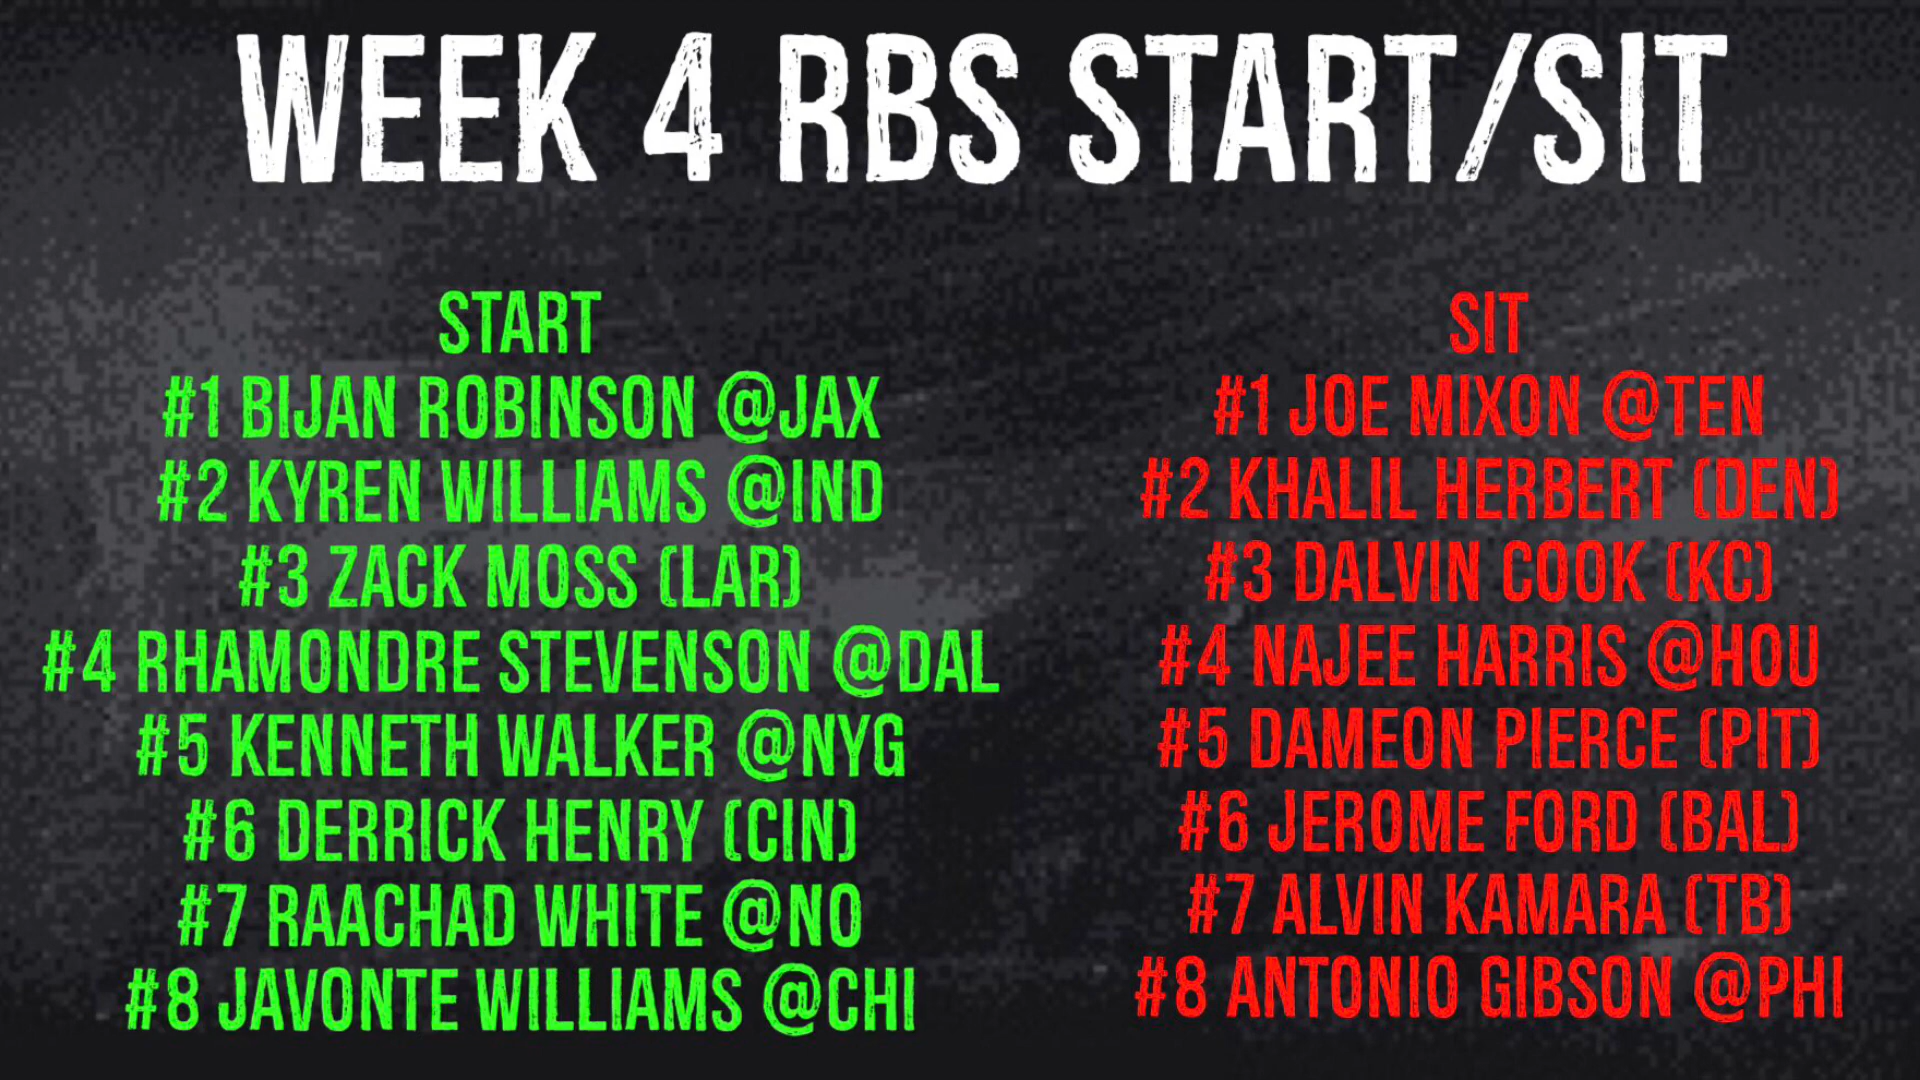 WEEK 4 RBS START/SIT
START
#1 BIJAN ROBINSON @JAX
#2 KYREN WILLIAMS @IND
#3 ZACK MOSS (LAR)
#4 RHAMONDRE STEVENSON @DAL
#5 KENNETH WALKER @NYG
#6 DERRICK HENRY (CIN)
#7 RAACHAD WHITE @NO
#8 JAVONTE WILLIAMS @CHI
SIT
#1 JOE MIXON @TEN
#2 KHALIL HERBERT (DEN)
#3 DALVIN COOK (KC)
#4 NAJEE HARRIS @HOU
#5 DAMEON PIERCE (PIT)
#6 JEROME FORD (BAL)
#7 ALVIN KAMARA (TB)
#8 ANTONIO GIBSON @PHI